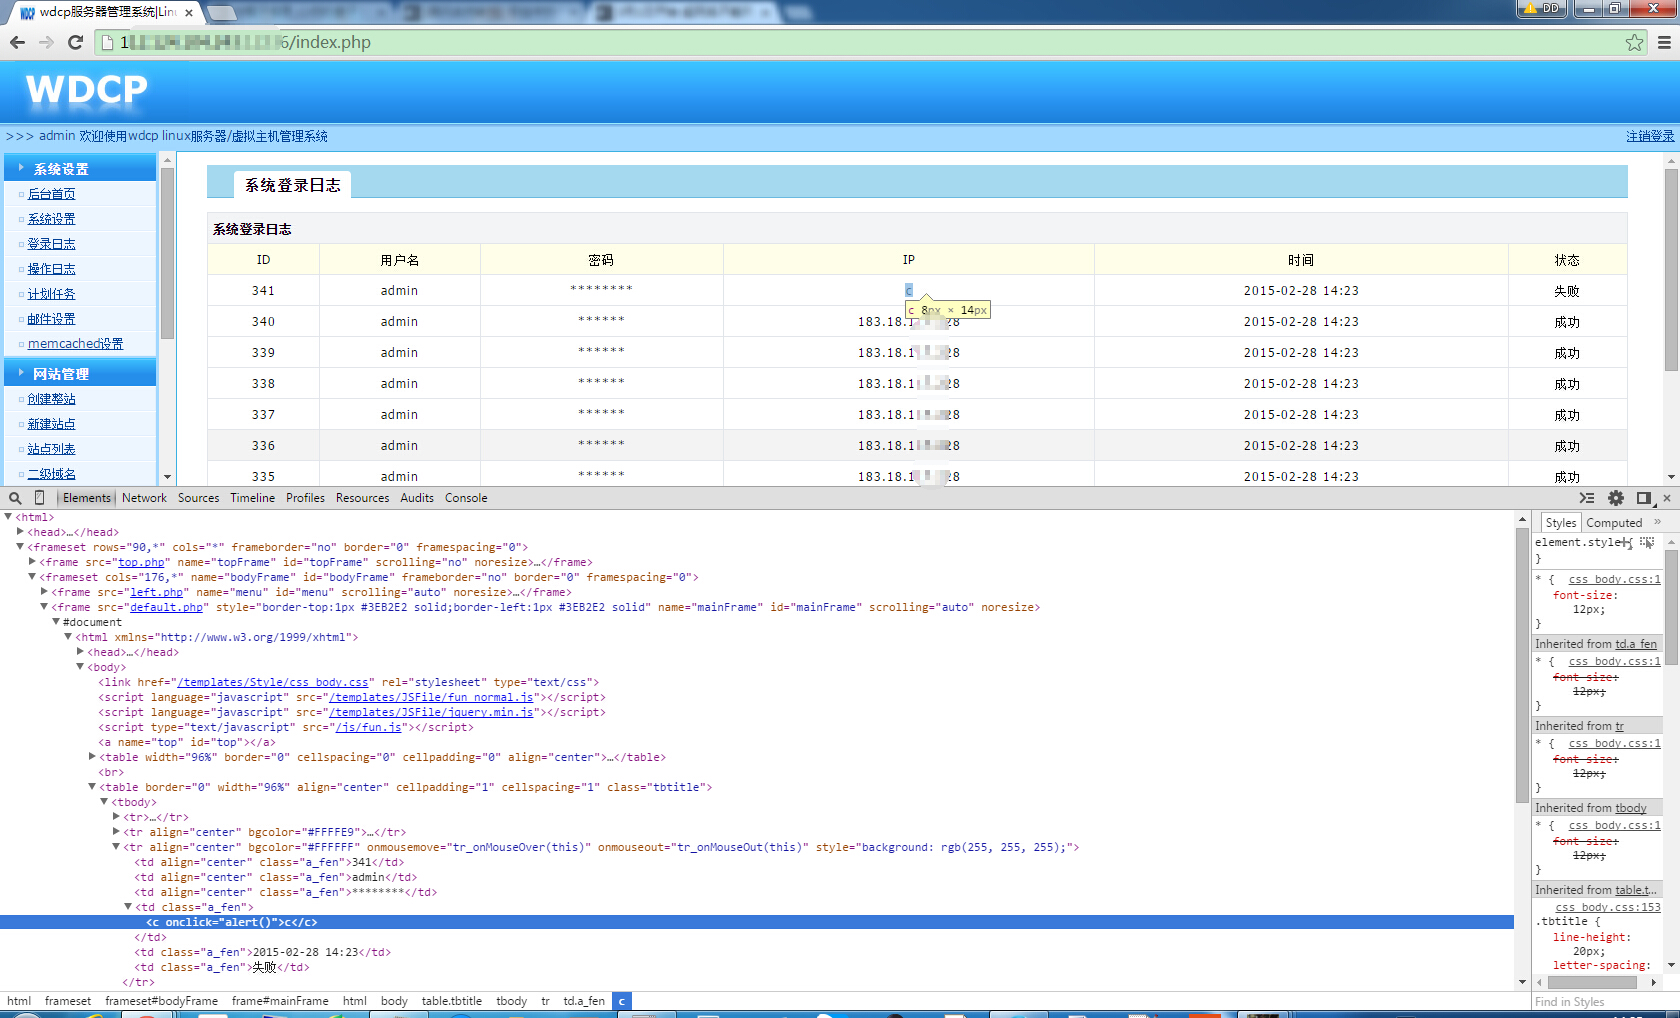 wdcp服务器管理系统|Linu
DD
6/index.php
WDCP
>>> admin 欢迎使用wdcp linux服务器/虚拟主机管理系统
注销登录
系统设置
后台首页
系统设置
登录日志
操作日志
计划任务
邮件设置
memcached设置
网站管理
创建整站
新建站点
站点列表
二级域名
系统登录日志
系统登录日志
ID 用户名 密码 IP 时间 状态
341 admin ******** c 2015-02-28 14:23 失败
c 8px × 14px
340 admin ****** 183.18.1 28 2015-02-28 14:23 成功
339 admin ****** 183.18.1 28 2015-02-28 14:23 成功
338 admin ****** 183.18.1 28 2015-02-28 14:23 成功
337 admin ****** 183.18.1 28 2015-02-28 14:23 成功
336 admin ****** 183.18.1 28 2015-02-28 14:23 成功
335 admin ****** 183.18.1 28 2015-02-28 14:23 成功
Elements Network Sources Timeline Profiles Resources Audits Console
<html>
<head>…</head>
<frameset rows="90,*" cols="*" frameborder="no" border="0" framespacing="0">
<frame src="top.php" name="topFrame" id="topFrame" scrolling="no" noresize>…</frame>
<frameset cols="176,*" name="bodyFrame" id="bodyFrame" frameborder="no" border="0" framespacing="0">
<frame src="left.php" name="menu" id="menu" scrolling="auto" noresize>…</frame>
<frame src="default.php" style="border-top:1px #3EB2E2 solid;border-left:1px #3EB2E2 solid" name="mainFrame" id="mainFrame" scrolling="auto" noresize>
#document
<html xmlns="http://www.w3.org/1999/xhtml">
<head>…</head>
<body>
<link href="/templates/Style/css_body.css" rel="stylesheet" type="text/css">
<script language="javascript" src="/templates/JSFile/fun_normal.js"></script>
<script language="javascript" src="/templates/JSFile/jquery.min.js"></script>
<script type="text/javascript" src="/js/fun.js"></script>
<a name="top" id="top"></a>
<table width="96%" border="0" cellspacing="0" cellpadding="0" align="center">…</table>
<br>
<table border="0" width="96%" align="center" cellpadding="1" cellspacing="1" class="tbtitle">
<tbody>
<tr>…</tr>
<tr align="center" bgcolor="#FFFFE9">…</tr>
<tr align="center" bgcolor="#FFFFFF" onmousemove="tr_onMouseOver(this)" onmouseout="tr_onMouseOut(this)" style="background: rgb(255, 255, 255);">
<td align="center" class="a_fen">341</td>
<td align="center" class="a_fen">admin</td>
<td align="center" class="a_fen">********</td>
<td class="a_fen">
<c onclick="alert()">c</c>
</td>
<td class="a_fen">2015-02-28 14:23</td>
<td class="a_fen">失败</td>
</tr>
html frameset frameset#bodyFrame frame#mainFrame html body table.tbtitle tbody tr td.a_fen c
Styles Computed »
element.style {
}
* { css_body.css:1
font-size:
12px;
}
Inherited from td.a_fen
* { css_body.css:1
font-size:
12px;
}
Inherited from tr
* { css_body.css:1
font-size:
12px;
}
Inherited from tbody
* { css_body.css:1
font-size:
12px;
}
Inherited from table.t…
css_body.css:153
.tbtitle {
line-height:
20px;
letter-spacing:
Find in Styles